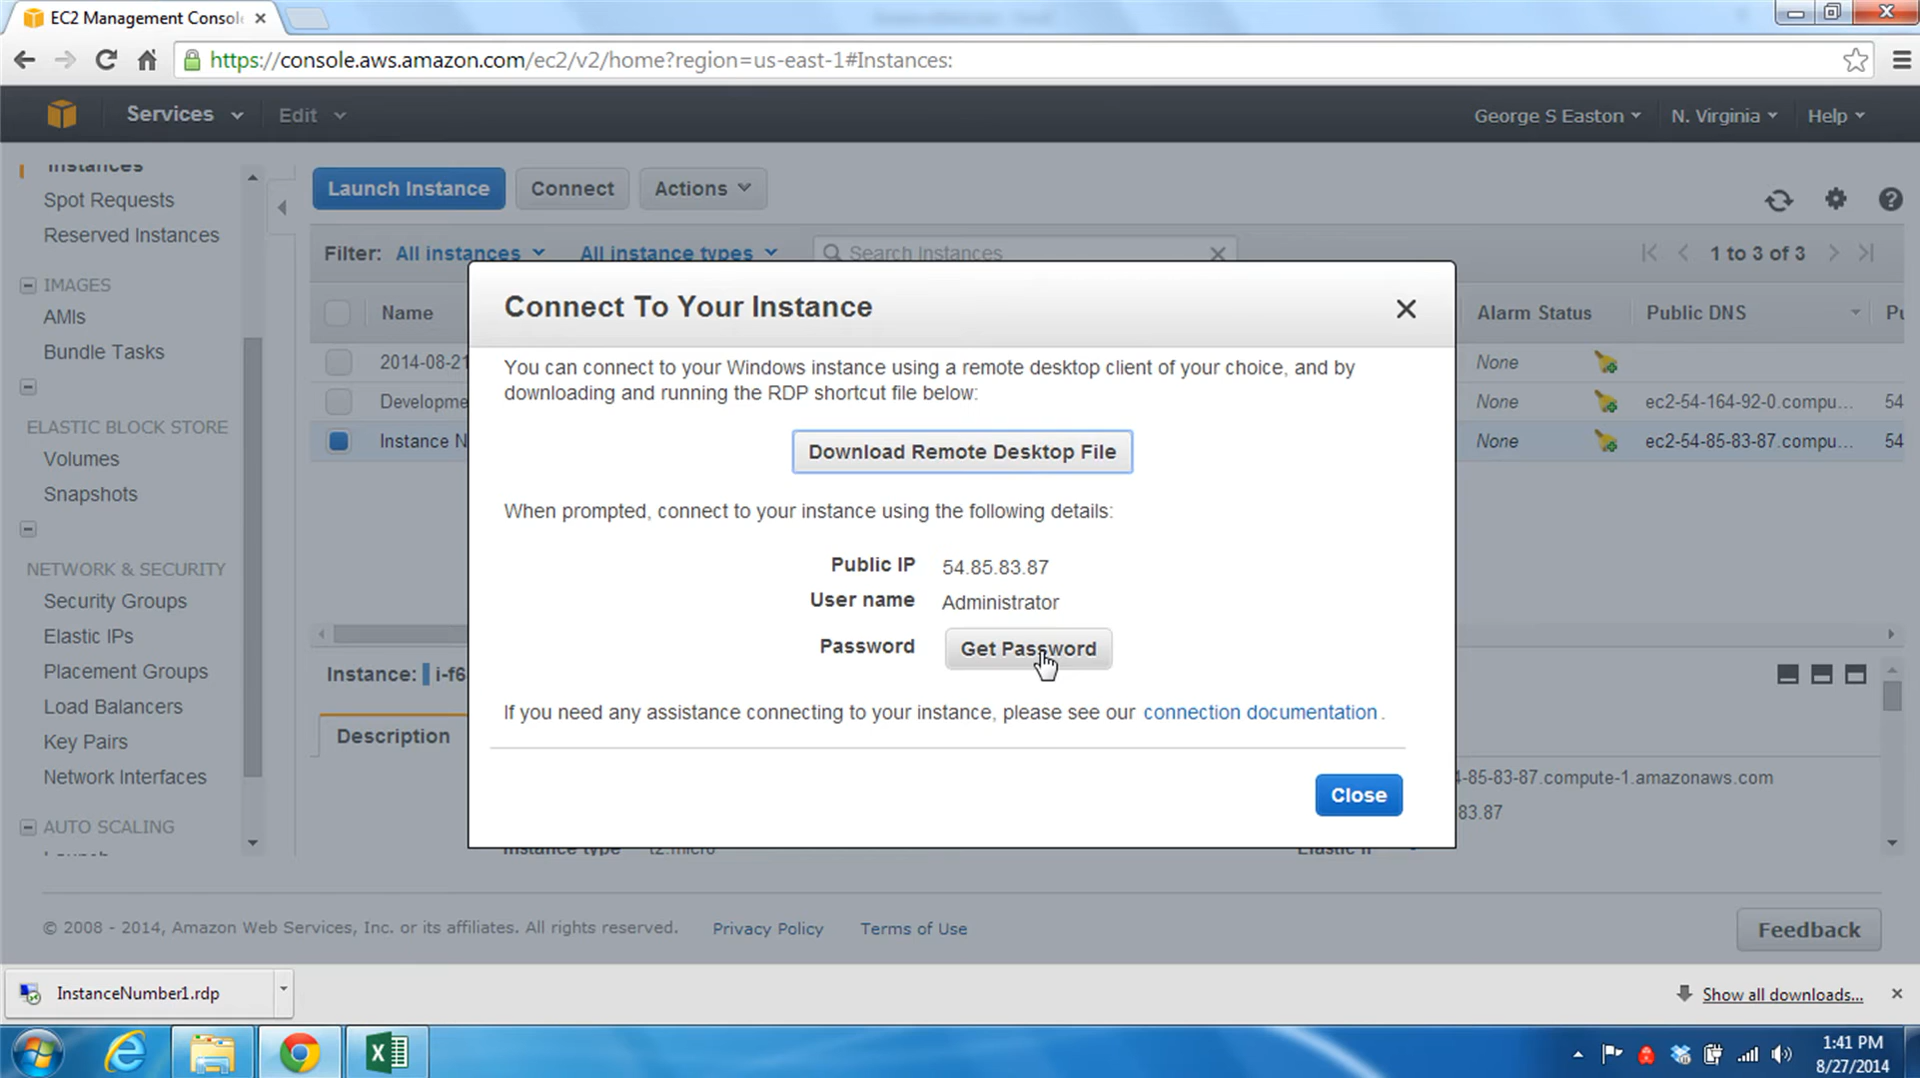 EC2 Management Consol
https://console.aws.amazon.com/ec2/v2/home?region=us-east-1#Instances:
Services
Edit
George S Easton
N. Virginia
Help
Instances
Spot Requests
Reserved Instances
IMAGES
AMIs
Bundle Tasks
ELASTIC BLOCK STORE
Volumes
Snapshots
NETWORK & SECURITY
Security Groups
Elastic IPs
Placement Groups
Load Balancers
Key Pairs
Network Interfaces
AUTO SCALING
Launch Instance
Connect
Actions
Filter: All instances All instance types Search Instances
1 to 3 of 3
Name
Alarm Status
Public DNS
Pu
2014-08-21
None
Developme
None
ec2-54-164-92-0.compu...
54
Instance N
None
ec2-54-85-83-87.compu...
54
Connect To Your Instance
You can connect to your Windows instance using a remote desktop client of your choice, and by
downloading and running the RDP shortcut file below:
Download Remote Desktop File
When prompted, connect to your instance using the following details:
Public IP 54.85.83.87
User name Administrator
Password Get Password
If you need any assistance connecting to your instance, please see our connection documentation.
Close
Instance: i-f6
Description
4-85-83-87.compute-1.amazonaws.com
83.87
Instance type t2.micro
Elastic IP
© 2008 - 2014, Amazon Web Services, Inc. or its affiliates. All rights reserved. Privacy Policy Terms of Use
Feedback
InstanceNumber1.rdp
Show all downloads...
1:41 PM
8/27/2014